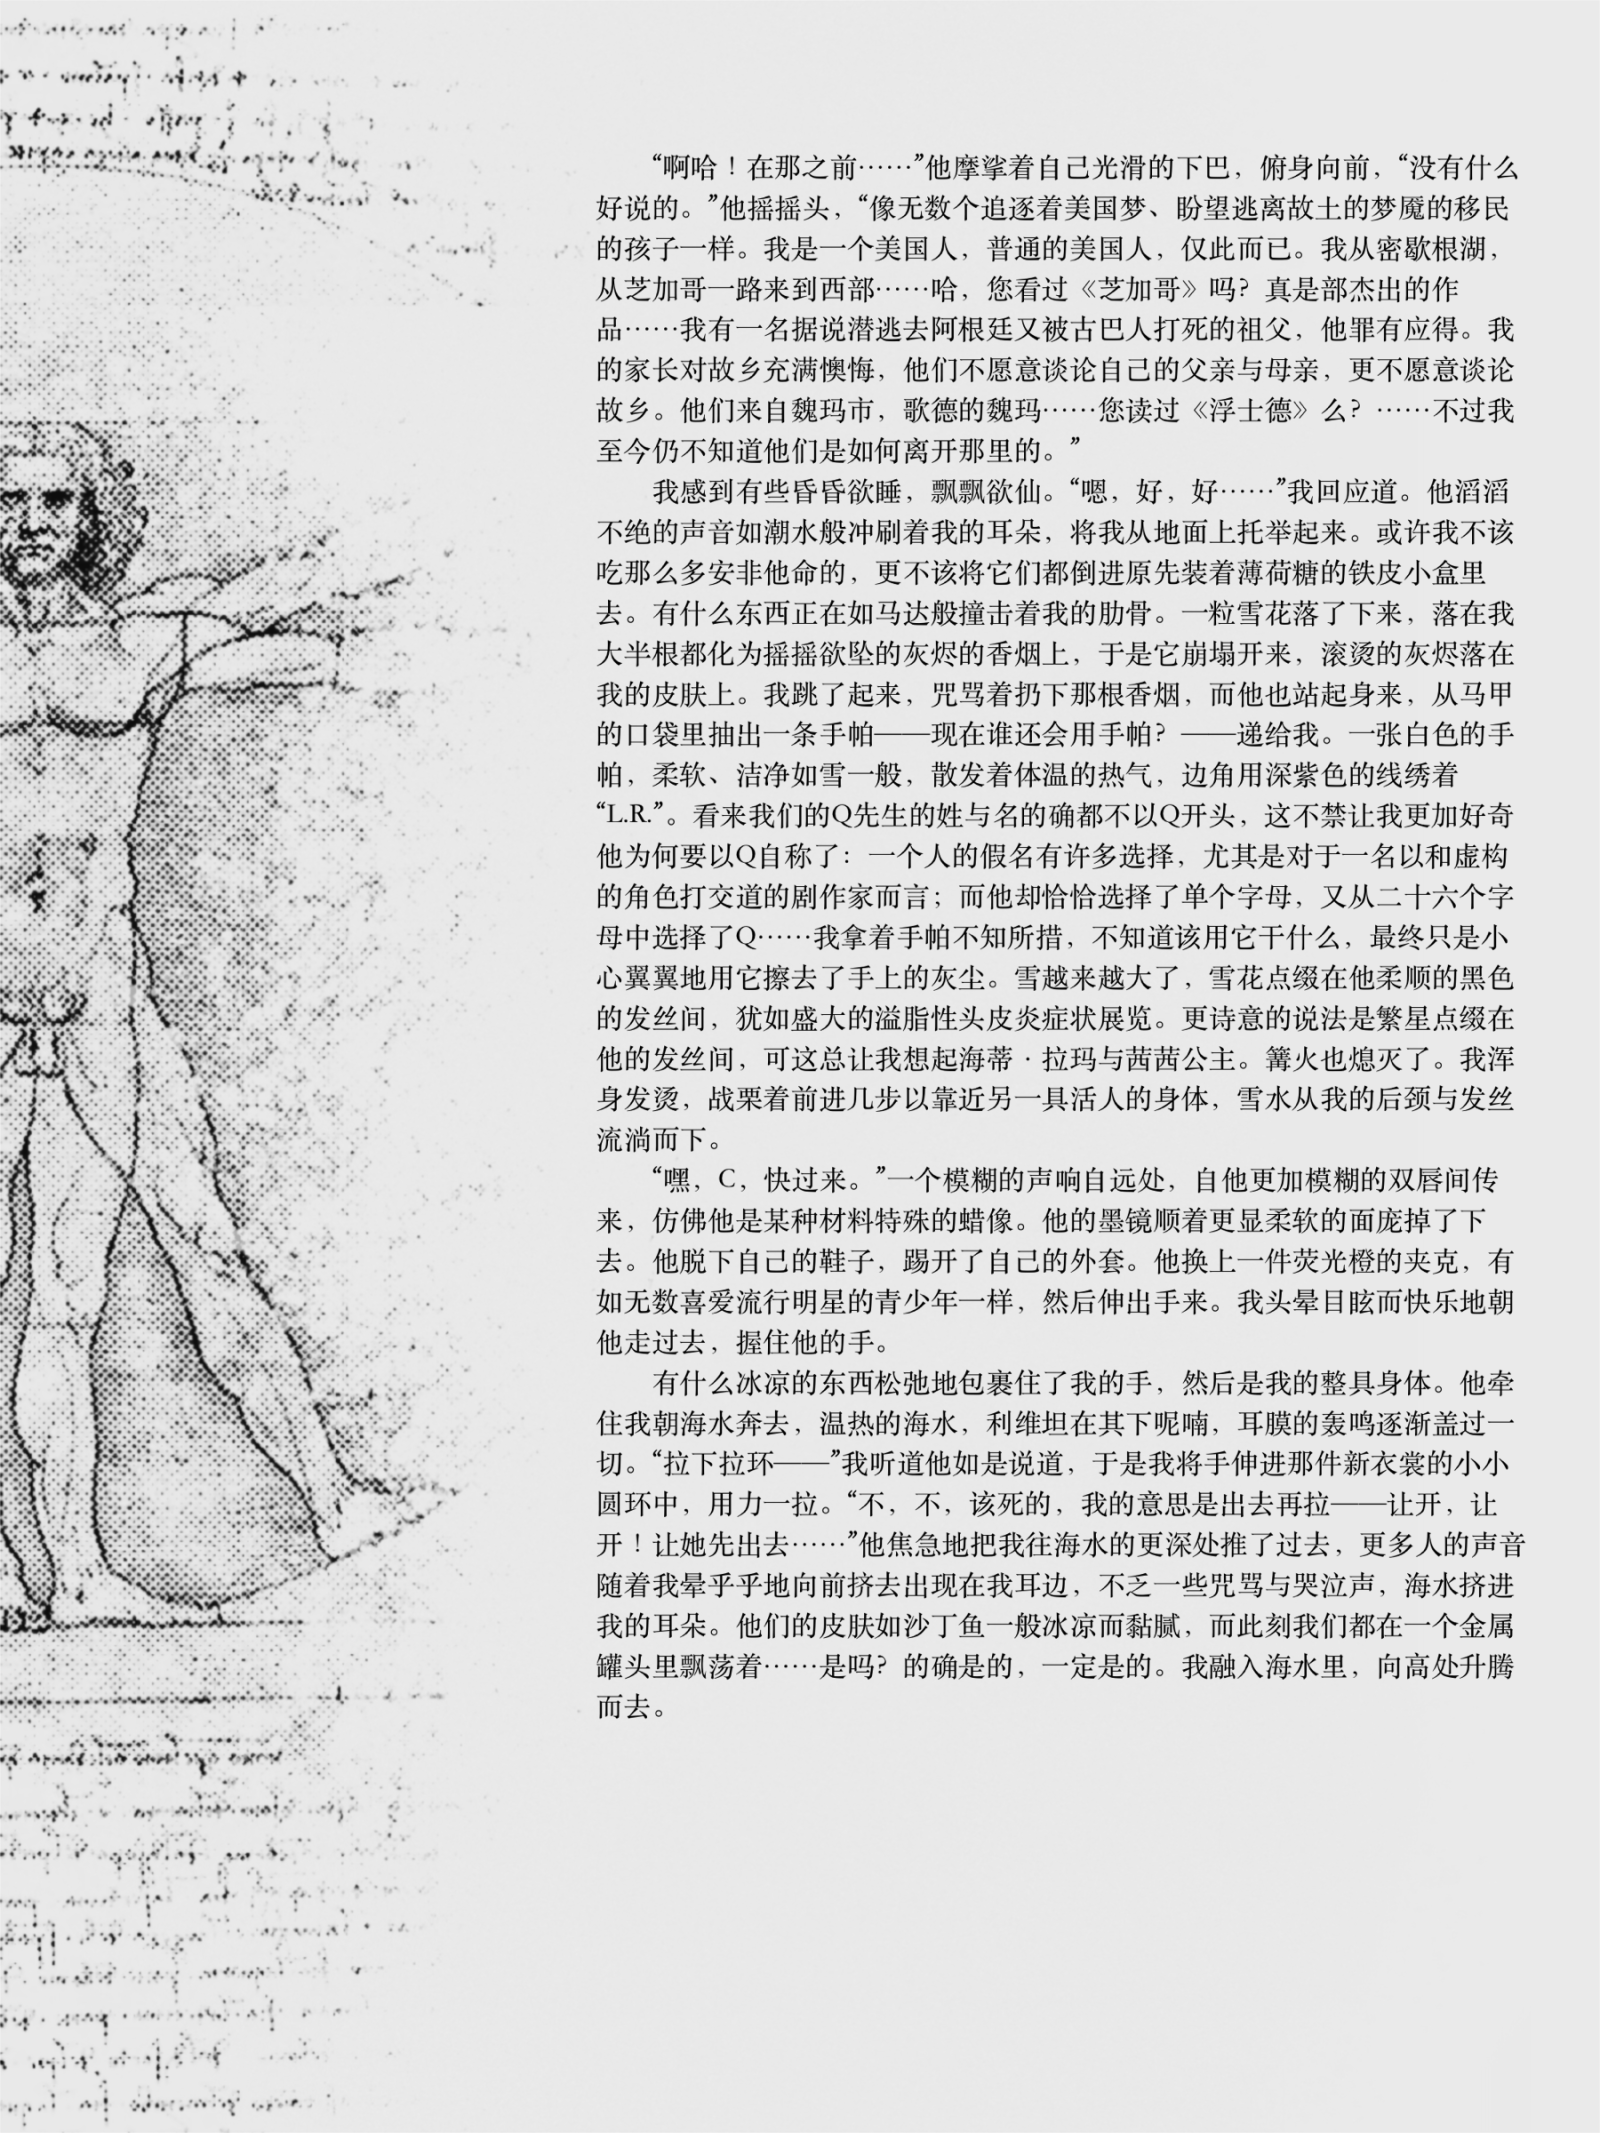 “啊哈！在那之前……”他摩挲着自己光滑的下巴，俯身向前，“没有什么
好说的。”他摇摇头，“像无数个追逐着美国梦、盼望逃离故土的梦魇的移民
的孩子一样。我是一个美国人，普通的美国人，仅此而已。我从密歇根湖，
从芝加哥一路来到西部……哈，您看过《芝加哥》吗？真是部杰出的作
品……我有一名据说潜逃去阿根廷又被古巴人打死的祖父，他罪有应得。我
的家长对故乡充满懊悔，他们不愿意谈论自己的父亲与母亲，更不愿意谈论
故乡。他们来自魏玛市，歌德的魏玛……您读过《浮士德》么？……不过我
至今仍不知道他们是如何离开那里的。”
我感到有些昏昏欲睡，飘飘欲仙。“嗯，好，好……”我回应道。他滔滔
不绝的声音如潮水般冲刷着我的耳朵，将我从地面上托举起来。或许我不该
吃那么多安非他命的，更不该将它们都倒进原先装着薄荷糖的铁皮小盒里
去。有什么东西正在如马达般撞击着我的肋骨。一粒雪花落了下来，落在我
大半根都化为摇摇欲坠的灰烬的香烟上，于是它崩塌开来，滚烫的灰烬落在
我的皮肤上。我跳了起来，咒骂着扔下那根香烟，而他也站起身来，从马甲
的口袋里抽出一条手帕——现在谁还会用手帕？——递给我。一张白色的手
帕，柔软、洁净如雪一般，散发着体温的热气，边角用深紫色的线绣着
“L.R.”。看来我们的Q先生的姓与名的确都不以Q开头，这不禁让我更加好奇
他为何要以Q自称了：一个人的假名有许多选择，尤其是对于一名以和虚构
的角色打交道的剧作家而言；而他却恰恰选择了单个字母，又从二十六个字
母中选择了Q……我拿着手帕不知所措，不知道该用它干什么，最终只是小
心翼翼地用它擦去了手上的灰尘。雪越来越大了，雪花点缀在他柔顺的黑色
的发丝间，犹如盛大的溢脂性头皮炎症状展览。更诗意的说法是繁星点缀在
他的发丝间，可这总让我想起海蒂·拉玛与茜茜公主。篝火也熄灭了。我浑
身发烫，战栗着前进几步以靠近另一具活人的身体，雪水从我的后颈与发丝
流淌而下。
“嘿，C，快过来。”一个模糊的声响自远处，自他更加模糊的双唇间传
来，仿佛他是某种材料特殊的蜡像。他的墨镜顺着更显柔软的面庞掉了下
去。他脱下自己的鞋子，踢开了自己的外套。他换上一件荧光橙的夹克，有
如无数喜爱流行明星的青少年一样，然后伸出手来。我头晕目眩而快乐地朝
他走过去，握住他的手。
有什么冰凉的东西松弛地包裹住了我的手，然后是我的整具身体。他牵
住我朝海水奔去，温热的海水，利维坦在其下呢喃，耳膜的轰鸣逐渐盖过一
切。“拉下拉环——”我听道他如是说道，于是我将手伸进那件新衣裳的小小
圆环中，用力一拉。“不，不，该死的，我的意思是出去再拉——让开，让
开！让她先出去……”他焦急地把我往海水的更深处推了过去，更多人的声音
随着我晕乎乎地向前挤去出现在我耳边，不乏一些咒骂与哭泣声，海水挤进
我的耳朵。他们的皮肤如沙丁鱼一般冰凉而黏腻，而此刻我们都在一个金属
罐头里飘荡着……是吗？的确是的，一定是的。我融入海水里，向高处升腾
而去。